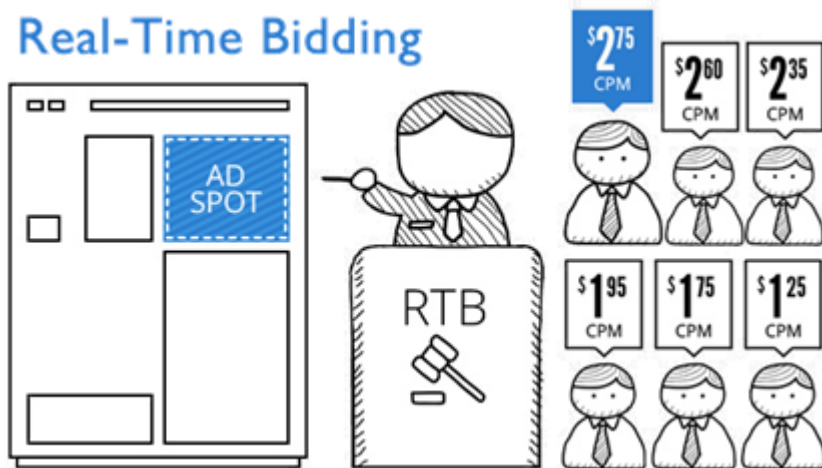 Real-Time Bidding
AD
SPOT
RTB
$2 75
CPM
$2 60
CPM
$2 35
CPM
$1 95
CPM
$1 75
CPM
$1 25
CPM